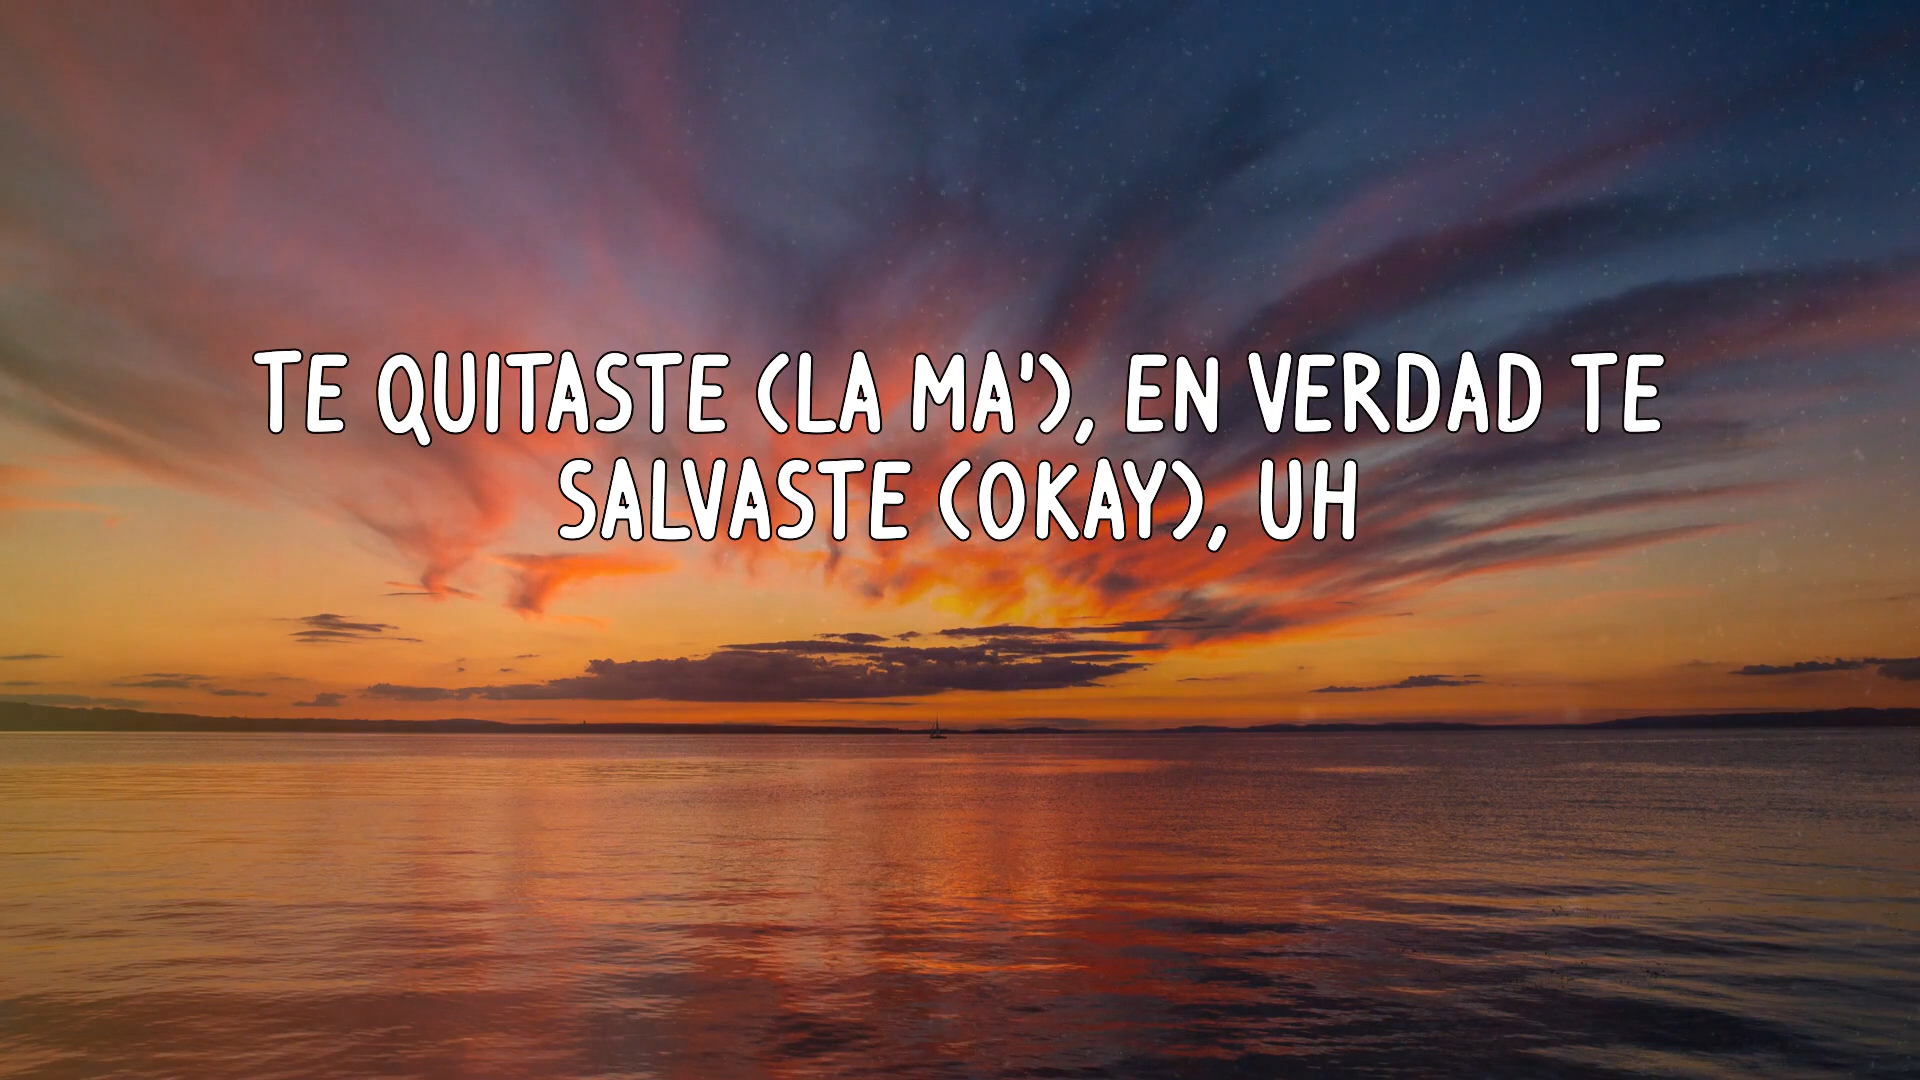 TE QUITASTE (LA MA'), EN VERDAD TE
SALVASTE (OKAY), UH